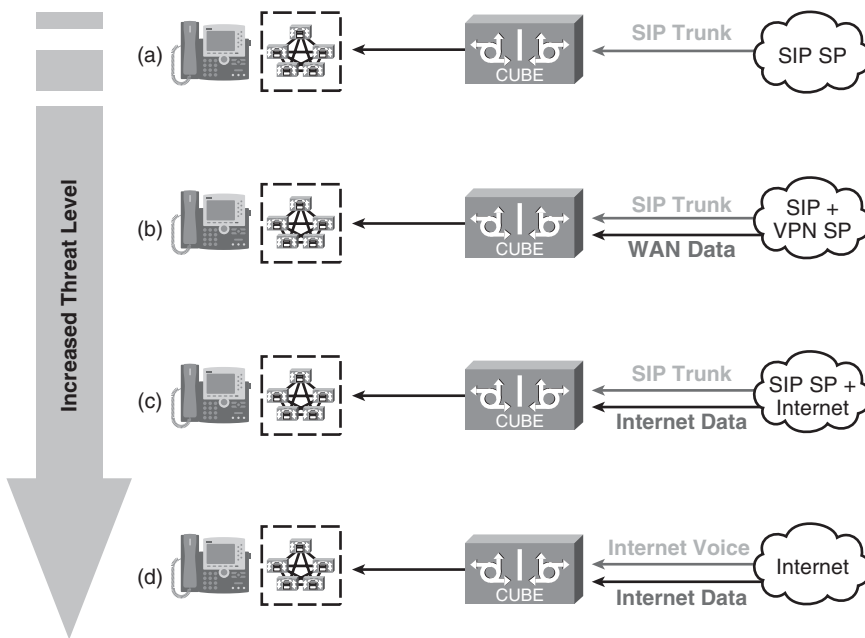 Increased Threat Level
(a)
CUBE
SIP Trunk
SIP SP
(b)
CUBE
SIP Trunk
WAN Data
SIP +
VPN SP
(c)
CUBE
SIP Trunk
Internet Data
SIP SP +
Internet
(d)
CUBE
Internet Voice
Internet Data
Internet